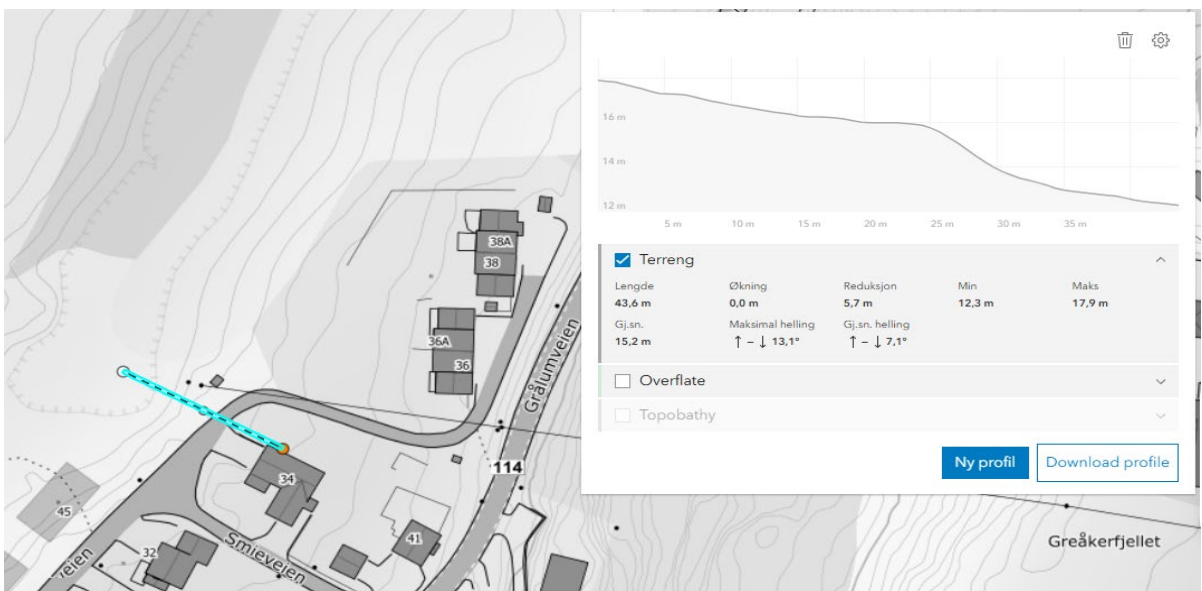 16 m
14 m
12 m
5 m 10 m 15 m 20 m 25 m 30 m 35 m
Terreng
Lengde Økning Reduksjon Min Maks
43,6 m 0,0 m 5,7 m 12,3 m 17,9 m
Gj.sn. Maksimal helling Gj.sn. helling
15,2 m ↑ – ↓ 13,1° ↑ – ↓ 7,1°
Overflate
Topobathy
Ny profil Download profile
38A
38
36A
36
Grålumveien
114
34
45
41
32
Smieveien
veien
Greåkerfjellet